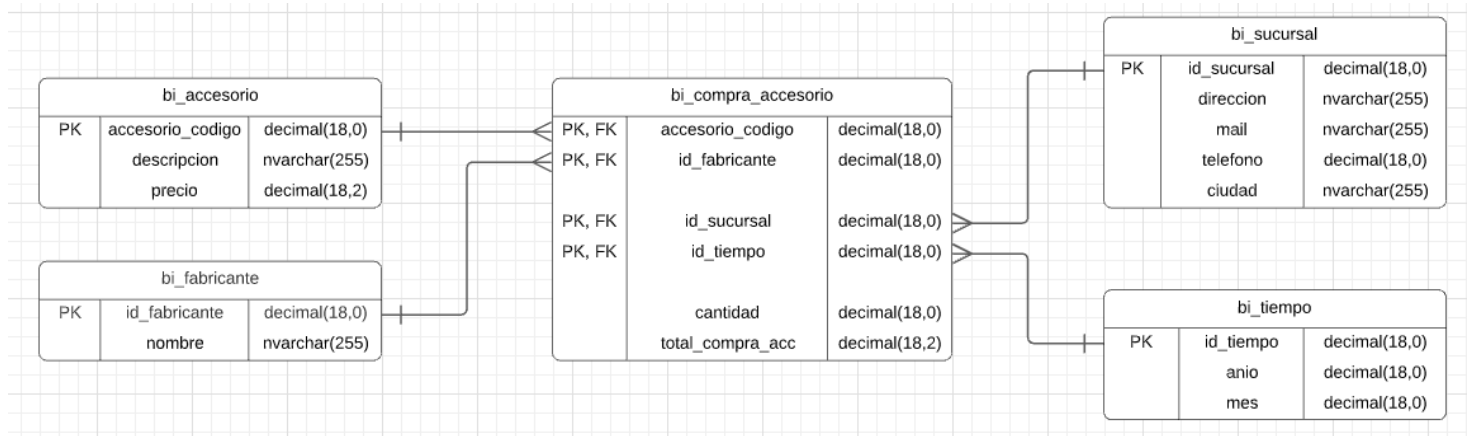 bi_accesorio
PK accesorio_codigo decimal(18,0)
descripcion nvarchar(255)
precio decimal(18,2)
bi_fabricante
PK id_fabricante decimal(18,0)
nombre nvarchar(255)
bi_compra_accesorio
PK, FK accesorio_codigo decimal(18,0)
PK, FK id_fabricante decimal(18,0)
PK, FK id_sucursal decimal(18,0)
PK, FK id_tiempo decimal(18,0)
cantidad decimal(18,0)
total_compra_acc decimal(18,2)
bi_sucursal
PK id_sucursal decimal(18,0)
direccion nvarchar(255)
mail nvarchar(255)
telefono decimal(18,0)
ciudad nvarchar(255)
bi_tiempo
PK id_tiempo decimal(18,0)
anio decimal(18,0)
mes decimal(18,0)